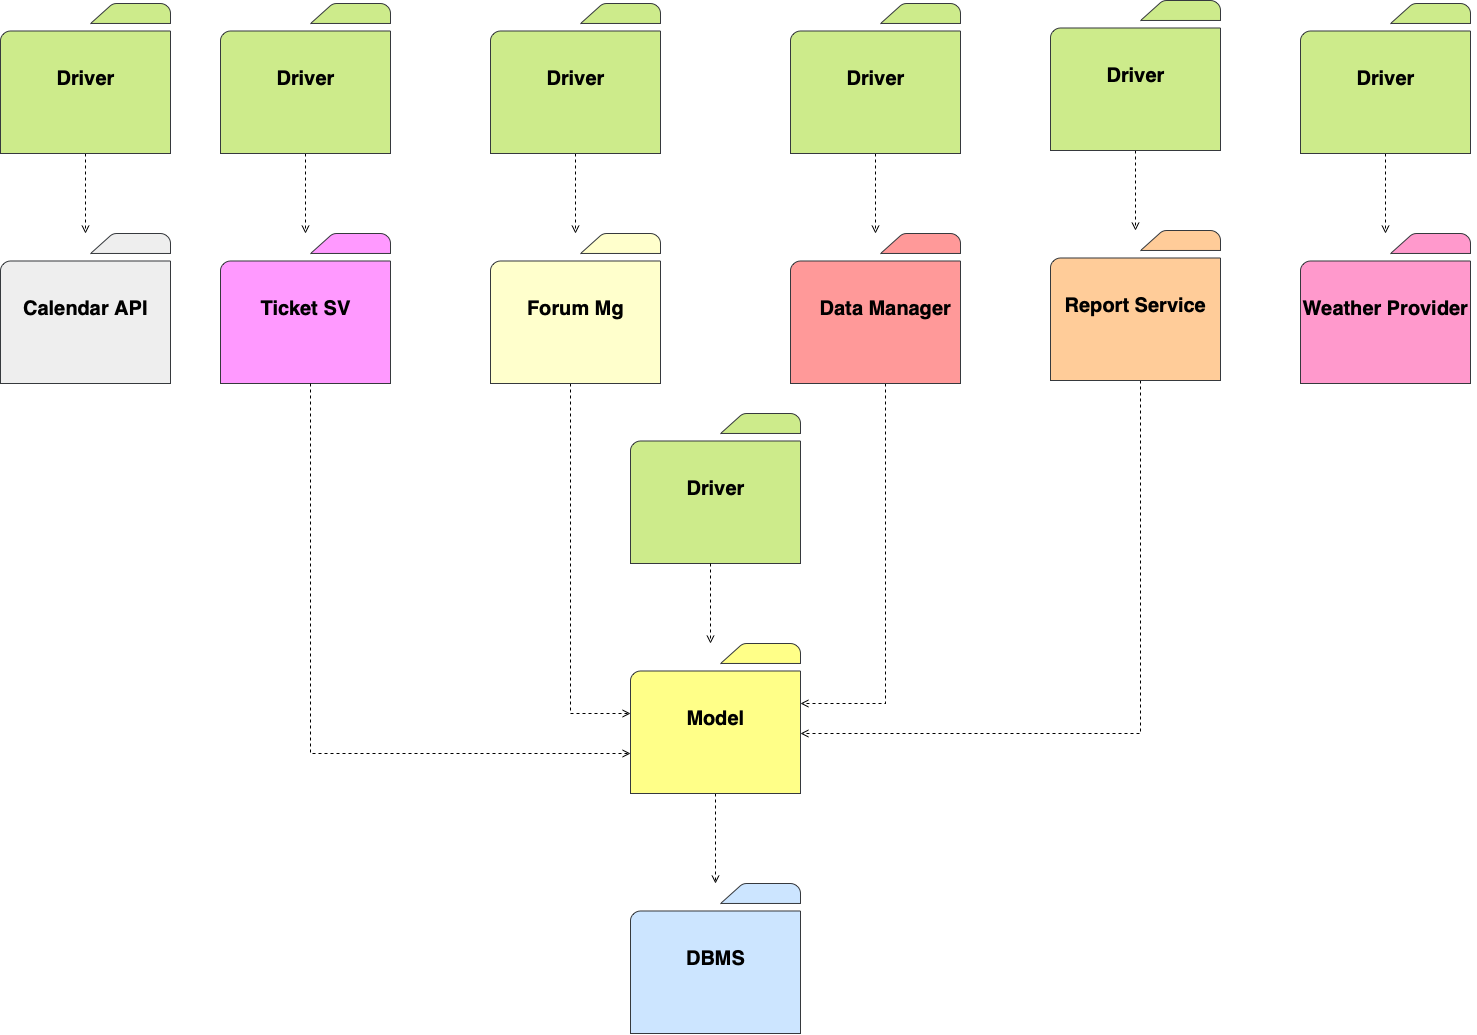 Driver
Driver
Driver
Driver
Driver
Driver
Calendar API
Ticket SV
Forum Mg
Data Manager
Report Service
Weather Provider
Driver
Model
DBMS